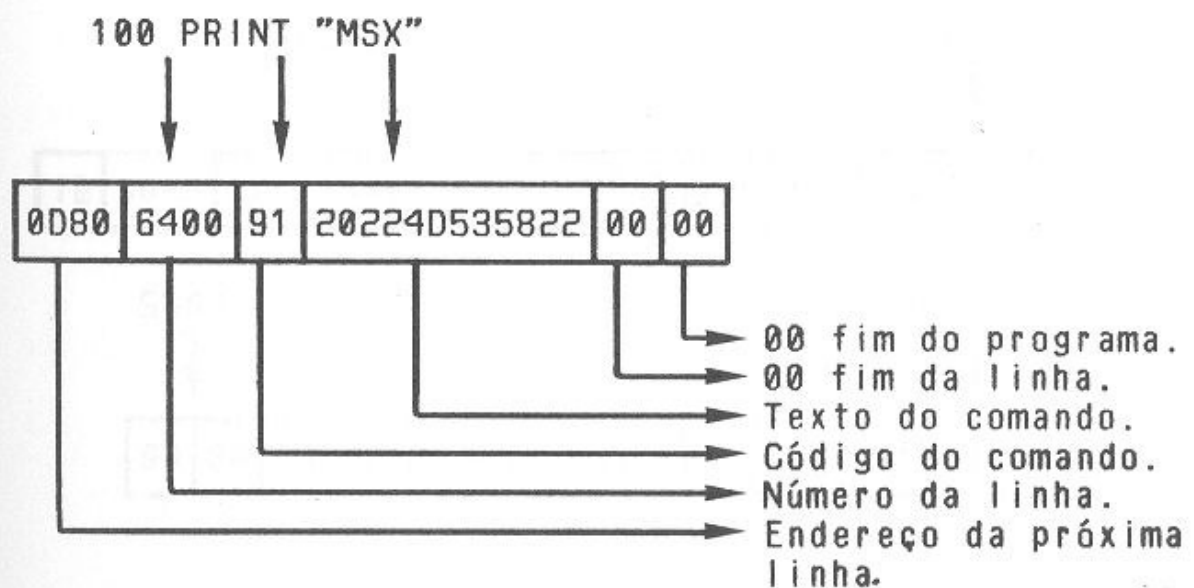 100 PRINT "MSX"
0D80 6400 91 20224D535822 00 00
00 fim do programa.
00 fim da linha.
Texto do comando.
Código do comando.
Número da linha.
Endereço da próxima
linha.